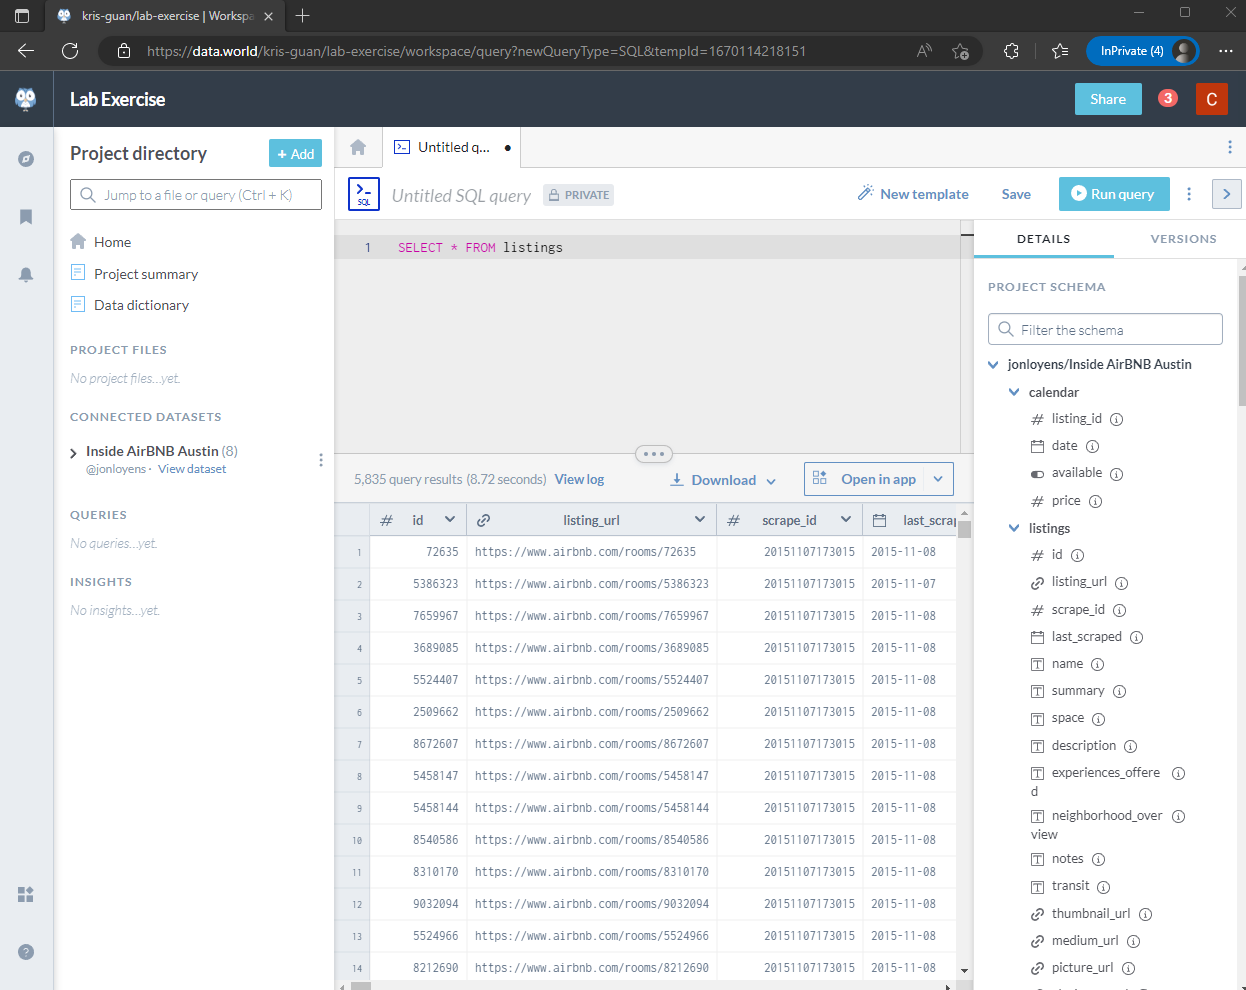 kris-guan/lab-exercise | Workspa
https://data.world/kris-guan/lab-exercise/workspace/query?newQueryType=SQL&tempId=1670114218151
InPrivate (4)
Lab Exercise
Share
3
C
Project directory
+ Add
Jump to a file or query (Ctrl + K)
Home
Project summary
Data dictionary
PROJECT FILES
No project files...yet.
CONNECTED DATASETS
Inside AirBNB Austin (8)
@jonloyens · View dataset
QUERIES
No queries...yet.
INSIGHTS
No insights...yet.
Untitled q...
SQL
Untitled SQL query
PRIVATE
New template
Save
Run query
1 SELECT * FROM listings
5,835 query results (8.72 seconds) View log
Download
Open in app
# id listing_url # scrape_id last_scrap
1 72635 https://www.airbnb.com/rooms/72635 20151107173015 2015-11-08
2 5386323 https://www.airbnb.com/rooms/5386323 20151107173015 2015-11-07
3 7659967 https://www.airbnb.com/rooms/7659967 20151107173015 2015-11-08
4 3689085 https://www.airbnb.com/rooms/3689085 20151107173015 2015-11-08
5 5524407 https://www.airbnb.com/rooms/5524407 20151107173015 2015-11-08
6 2509662 https://www.airbnb.com/rooms/2509662 20151107173015 2015-11-08
7 8672607 https://www.airbnb.com/rooms/8672607 20151107173015 2015-11-08
8 5458147 https://www.airbnb.com/rooms/5458147 20151107173015 2015-11-08
9 5458144 https://www.airbnb.com/rooms/5458144 20151107173015 2015-11-08
10 8540586 https://www.airbnb.com/rooms/8540586 20151107173015 2015-11-08
11 8310170 https://www.airbnb.com/rooms/8310170 20151107173015 2015-11-08
12 9032094 https://www.airbnb.com/rooms/9032094 20151107173015 2015-11-08
13 5524966 https://www.airbnb.com/rooms/5524966 20151107173015 2015-11-08
14 8212690 https://www.airbnb.com/rooms/8212690 20151107173015 2015-11-08
DETAILS
VERSIONS
PROJECT SCHEMA
Filter the schema
jonloyens/Inside AirBNB Austin
calendar
# listing_id
date
available
# price
listings
# id
listing_url
# scrape_id
last_scraped
name
summary
space
description
experiences_offere
d
neighborhood_over
view
notes
transit
thumbnail_url
medium_url
picture_url